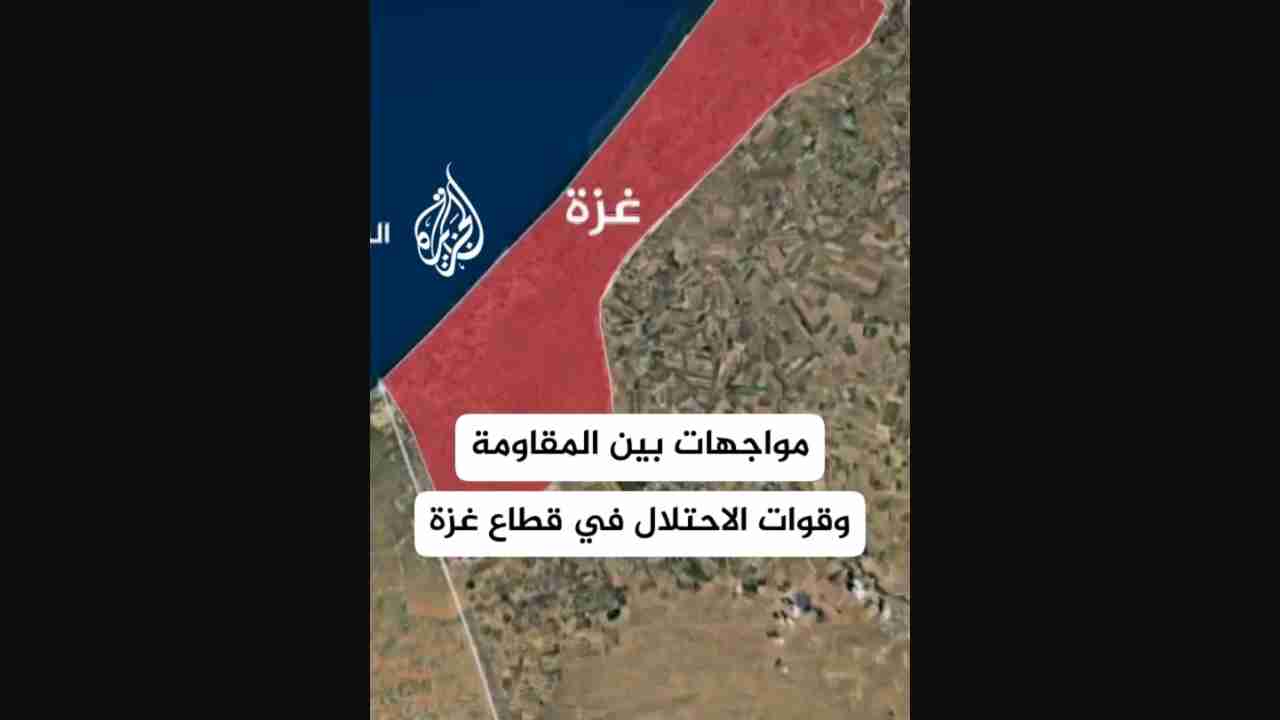 غزة
الجزيرة
مواجهات بين المقاومة
وقوات الاحتلال في قطاع غزة